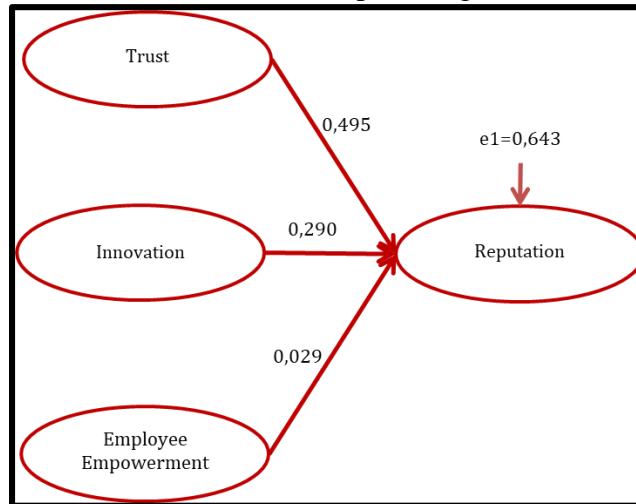 Trust
0,495
e1=0,643
0,290
Innovation
Reputation
0,029
Employee
Empowerment